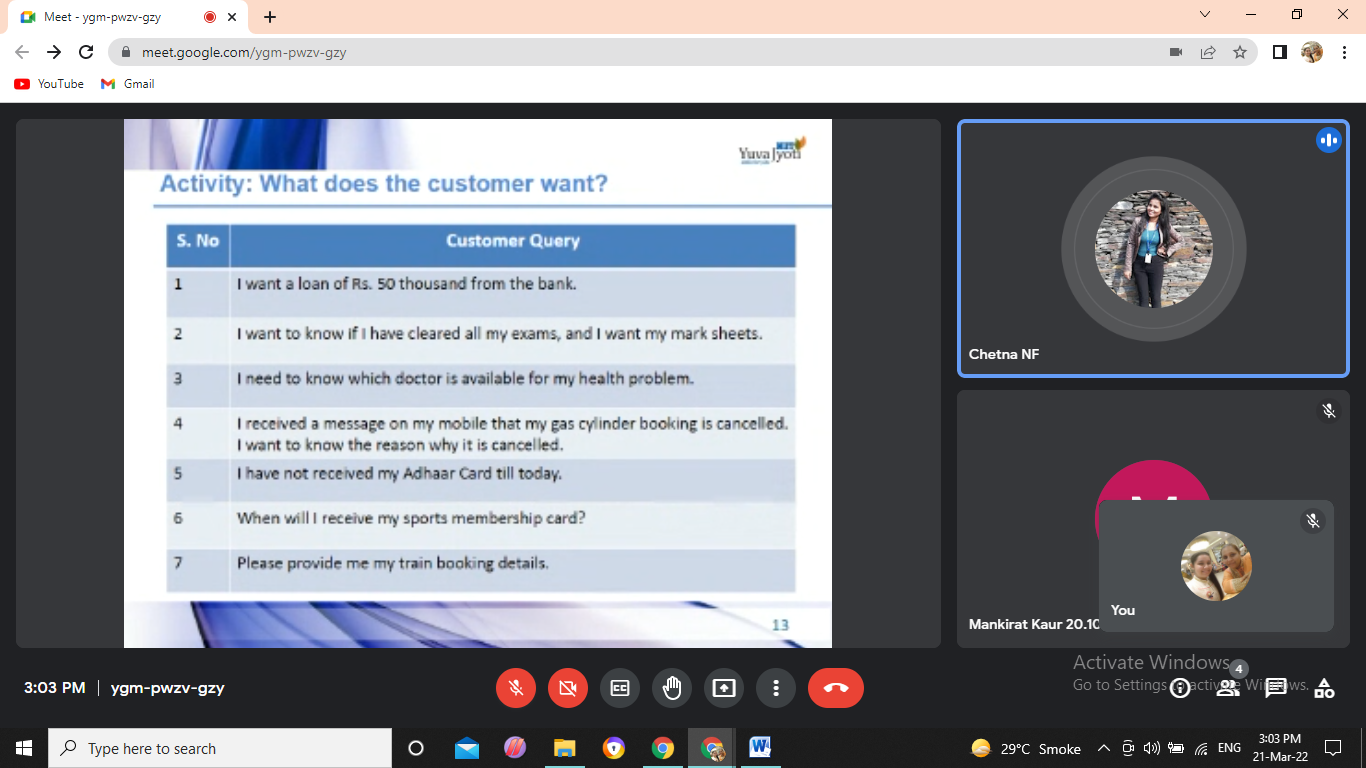 Meet - ygm-pwzv-gzy
meet.google.com/ygm-pwzv-gzy
YouTube
Gmail
Yuva Jyoti
Activity: What does the customer want?
S. No Customer Query
1 I want a loan of Rs. 50 thousand from the bank.
2 I want to know if I have cleared all my exams, and I want my mark sheets.
3 I need to know which doctor is available for my health problem.
4 I received a message on my mobile that my gas cylinder booking is cancelled.
I want to know the reason why it is cancelled.
5 I have not received my Adhaar Card till today.
6 When will I receive my sports membership card?
7 Please provide me my train booking details.
13
Chetna NF
Mankirat Kaur 20.10
You
Activate Windows
Go to Settings to activate Windows.
4
3:03 PM | ygm-pwzv-gzy
Type here to search
29°C Smoke
ENG
3:03 PM
21-Mar-22